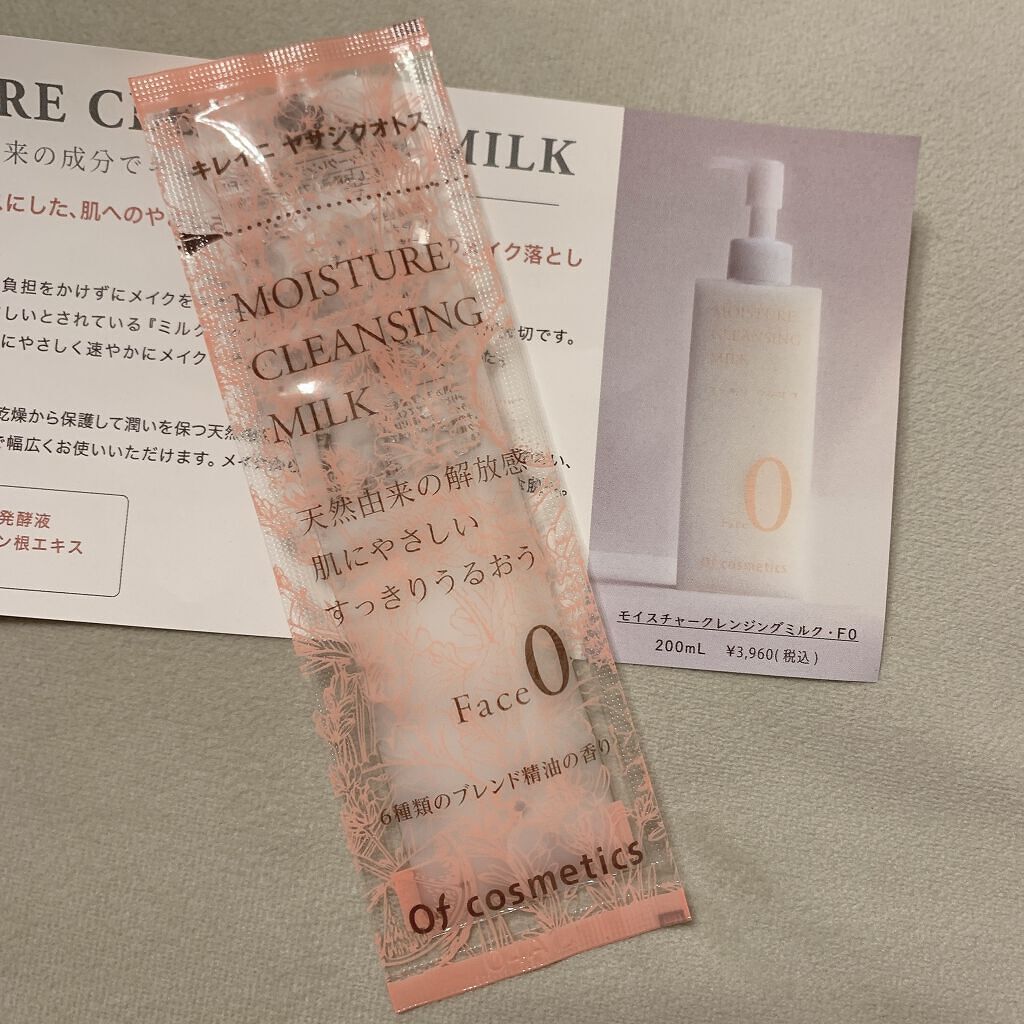 キレイニ ヤサシクオトス
MOISTURE
CLEANSING
MILK
天然由来の解放感
肌にやさしい
すっきりうるおう
Face 0
6種類のブレンド精油の香り
Of cosmetics
MILK
来の成分で
にした、肌へのや
メイク落とし
負担をかけずにメイクを
しいとされている『ミルク
切です。
にやさしく速やかにメイク
乾燥から保護して潤いを保つ天然
で幅広くお使いいただけます。メイ
発酵液
ン根エキス
MOISTURE
CLEANSING
MILK
Face 0
Of cosmetics
モイスチャークレンジングミルク・F0
200mL ¥3,960(税込)